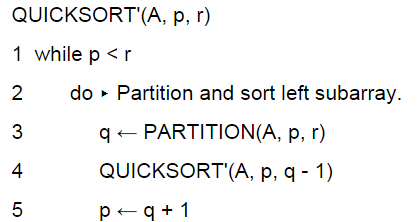 QUICKSORT'(A, p, r)
1 while p < r
2 do ▸ Partition and sort left subarray.
3 q ← PARTITION(A, p, r)
4 QUICKSORT'(A, p, q - 1)
5 p ← q + 1